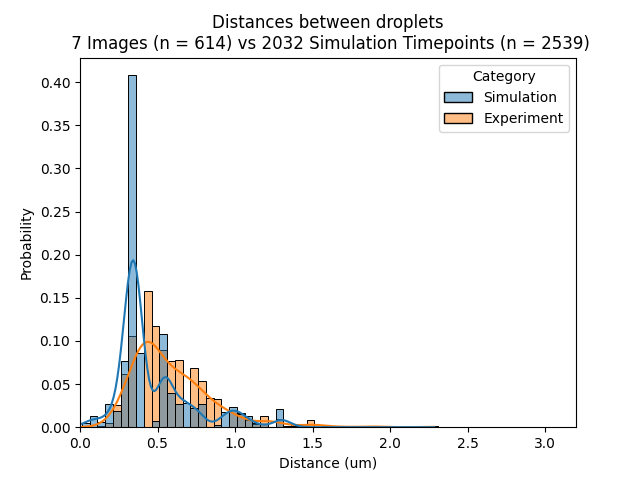 Distances between droplets
7 Images (n = 614) vs 2032 Simulation Timepoints (n = 2539)
Category
Simulation
Experiment
Probability
0.40
0.35
0.30
0.25
0.20
0.15
0.10
0.05
0.00
0.0 0.5 1.0 1.5 2.0 2.5 3.0
Distance (um)